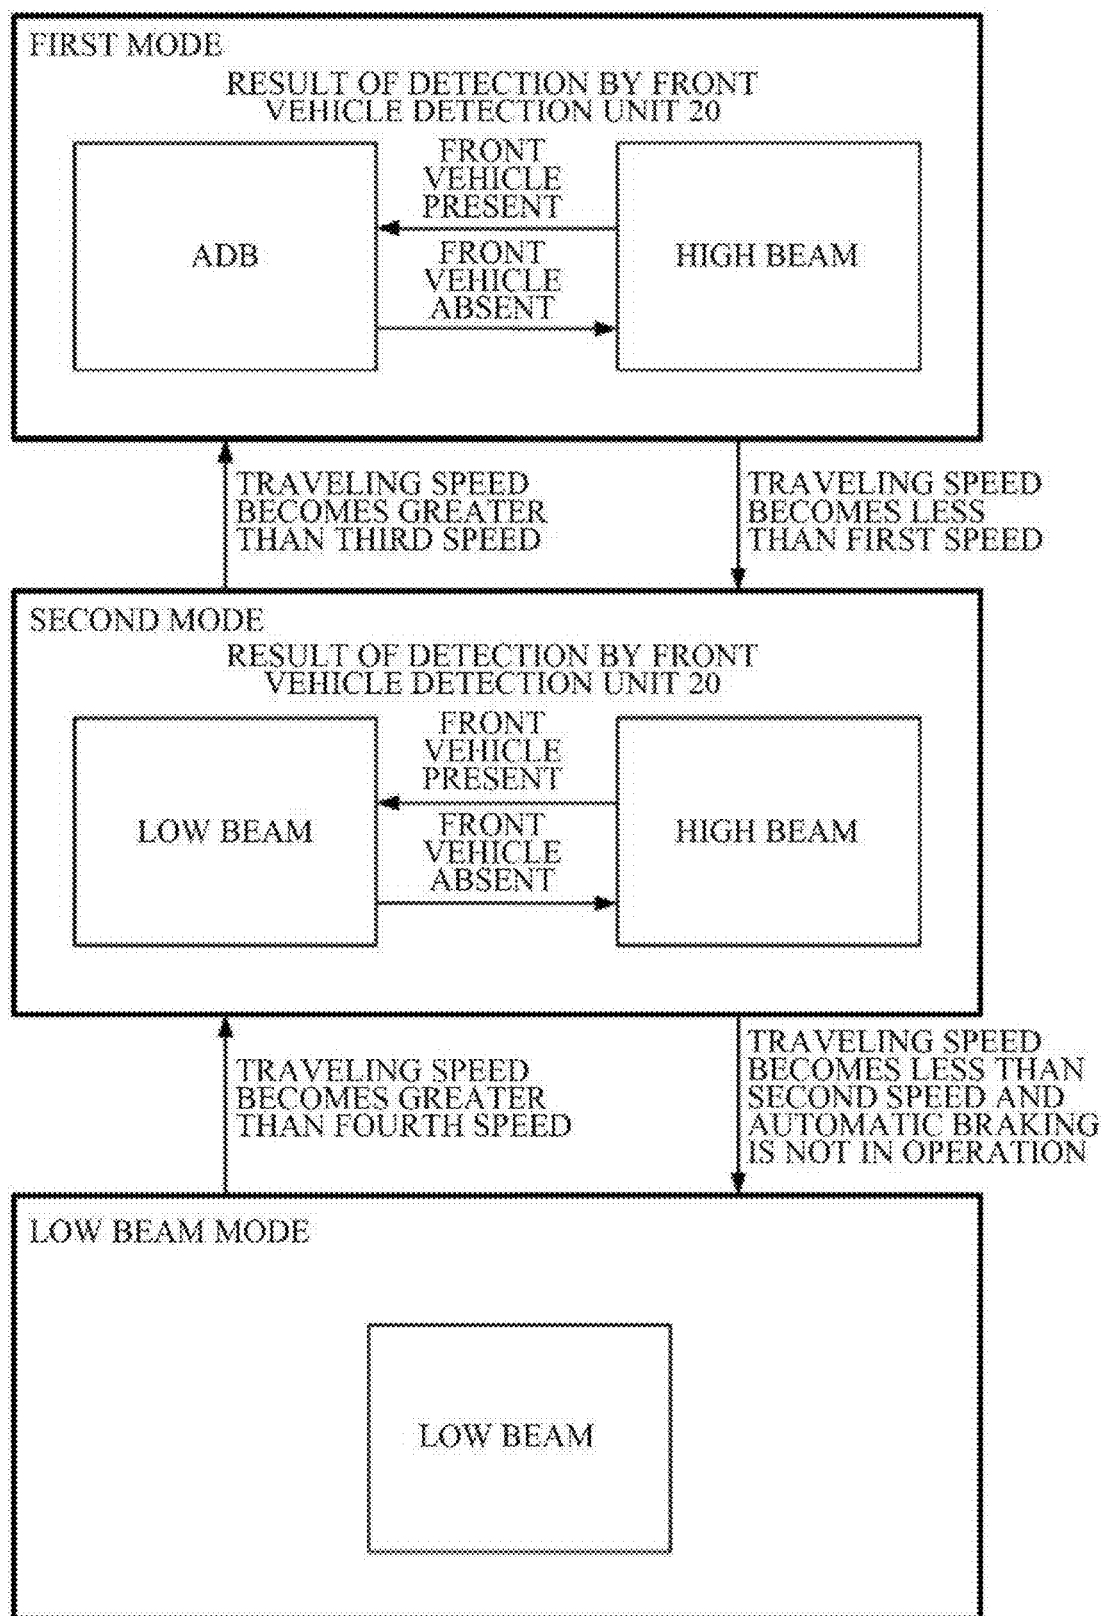 FIRST MODE
RESULT OF DETECTION BY FRONT
VEHICLE DETECTION UNIT 20
FRONT
VEHICLE
PRESENT
ADB
HIGH BEAM
FRONT
VEHICLE
ABSENT
TRAVELING SPEED
BECOMES GREATER
THAN THIRD SPEED
TRAVELING SPEED
BECOMES LESS
THAN FIRST SPEED
SECOND MODE
RESULT OF DETECTION BY FRONT
VEHICLE DETECTION UNIT 20
FRONT
VEHICLE
PRESENT
LOW BEAM
HIGH BEAM
FRONT
VEHICLE
ABSENT
TRAVELING SPEED
BECOMES GREATER
THAN FOURTH SPEED
TRAVELING SPEED
BECOMES LESS THAN
SECOND SPEED AND
AUTOMATIC BRAKING
IS NOT IN OPERATION
LOW BEAM MODE
LOW BEAM